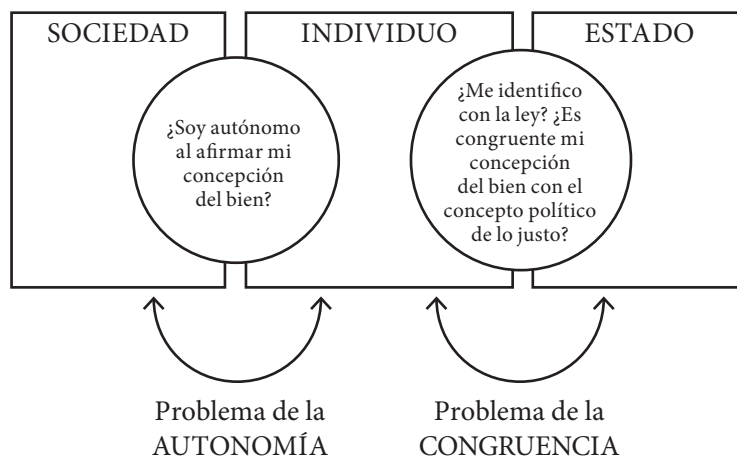 SOCIEDAD
INDIVIDUO
ESTADO
¿Soy autónomo
al afirmar mi
concepción
del bien?
¿Me identifico
con la ley? ¿Es
congruente mi
concepción
del bien con el
concepto político
de lo justo?
Problema de la
AUTONOMÍA
Problema de la
CONGRUENCIA